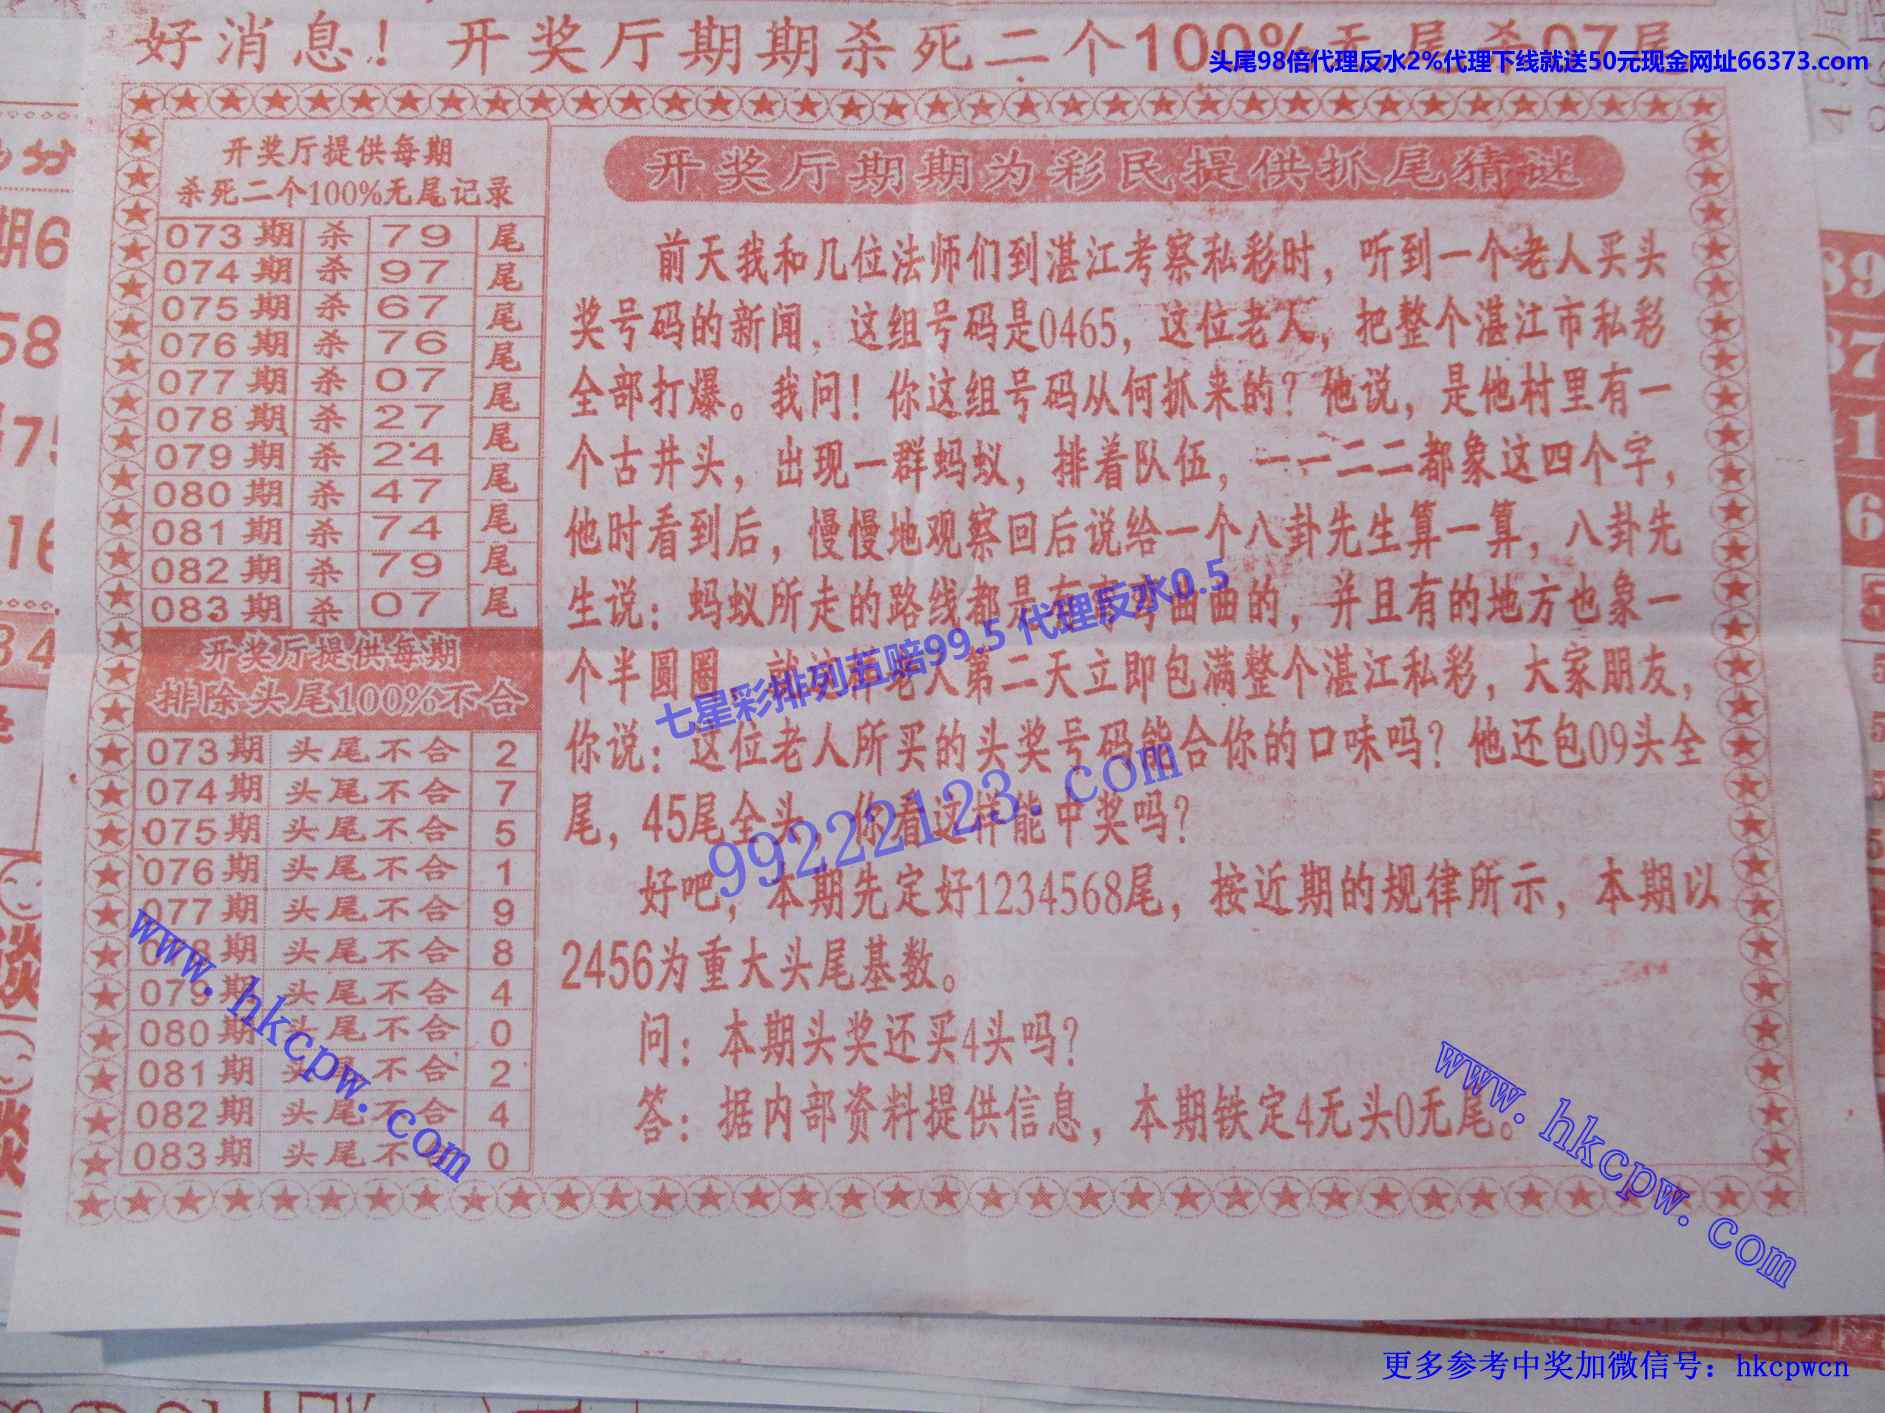 好消息！开奖厅期期杀死二个100%无尾杀07尾
头尾98倍代理反水2%代理下线就送50元现金网址66373.com
开奖厅提供每期
杀死二个100%无尾记录
073期 杀 79 尾
074期 杀 97 尾
075期 杀 67 尾
076期 杀 76 尾
077期 杀 07 尾
078期 杀 27 尾
079期 杀 24 尾
080期 杀 47 尾
081期 杀 74 尾
082期 杀 79 尾
083期 杀 07 尾
开奖厅提供每期
排除头尾100%不合
073期 头尾不合 2
074期 头尾不合 7
075期 头尾不合 5
076期 头尾不合 1
077期 头尾不合 9
078期 头尾不合 8
079期 头尾不合 4
080期 头尾不合 0
081期 头尾不合 2
082期 头尾不合 4
083期 头尾不合 0
开奖厅期期为彩民提供抓尾猜谜
前天我和几位法师们到湛江考察私彩时，听到一个老人买头
奖号码的新闻，这组号码是0465，这位老人，把整个湛江市私彩
全部打爆。我问！你这组号码从何抓来的？他说，是他村里有一
个古井头，出现一群蚂蚁，排着队伍，一一二二都象这四个字，
他时看到后，慢慢地观察回后说给一个八卦先生算一算，八卦先
生说：蚂蚁所走的路线都是有弯弯曲曲的，并且有的地方也象一
个半圆圈，就这样老人第二天立即包满整个湛江私彩，大家朋友，
你说：这位老人所买的头奖号码能合你的口味吗？他还包09头全
尾，45尾全头，你看这样能中奖吗？
好吧，本期先定好1234568尾，按近期的规律所示，本期以
2456为重大头尾基数。
问：本期头奖还买4头吗？
答：据内部资料提供信息，本期铁定4无头0无尾。
七星彩排列五赔99.5 代理反水0.5
99222123.com
www.hkcpw.com
www.hkcpw.com
更多参考中奖加微信号：hkcpwcn